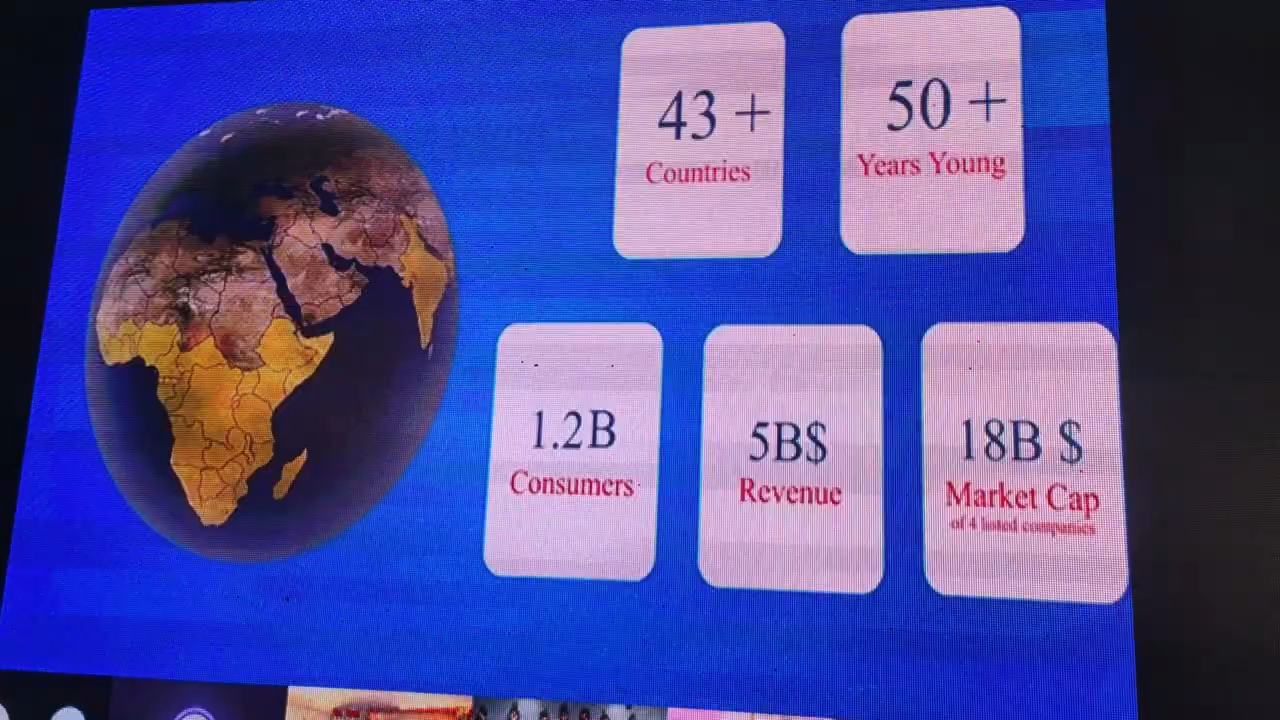 43 +
Countries
50 +
Years Young
1.2B
Consumers
5B$
Revenue
18B $
Market Cap
of 4 listed companies